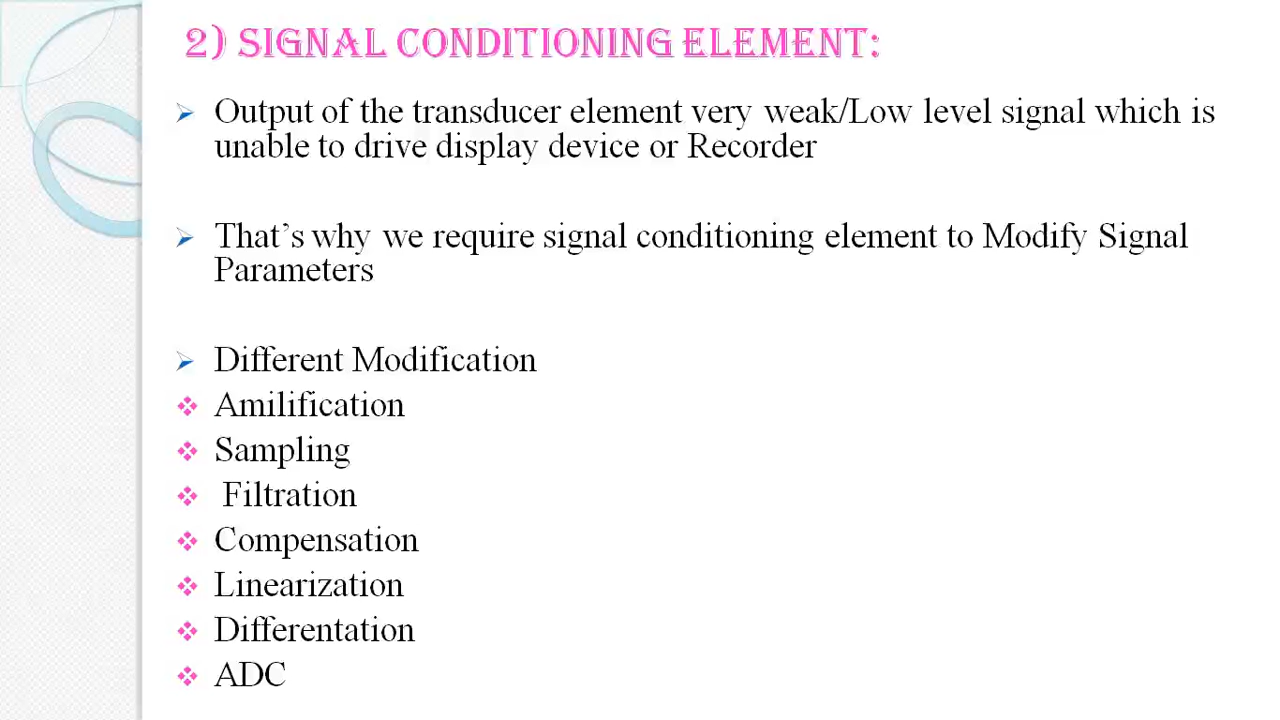 2) SIGNAL CONDITIONING ELEMENT:
Output of the transducer element very weak/Low level signal which is
unable to drive display device or Recorder
That's why we require signal conditioning element to Modify Signal
Parameters
Different Modification
Amilification
Sampling
Filtration
Compensation
Linearization
Differentation
ADC